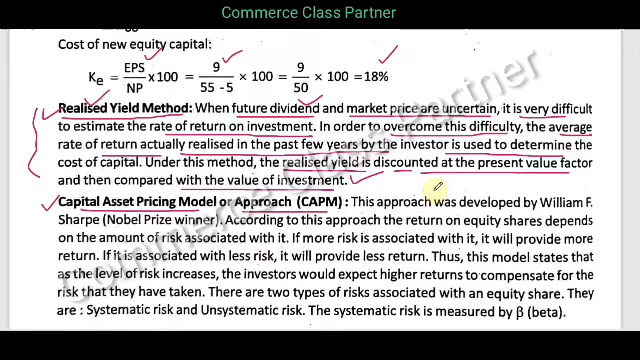 Commerce Class Partner
Cost of new equity capital:
Ke = EPS/NP x 100 = 9/(55 - 5) × 100 = 9/50 × 100 = 18%
Realised Yield Method: When future dividend and market price are uncertain, it is very difficult
to estimate the rate of return on investment. In order to overcome this difficulty, the average
rate of return actually realised in the past few years by the investor is used to determine the
cost of capital. Under this method, the realised yield is discounted at the present value factor
and then compared with the value of investment.
Capital Asset Pricing Model or Approach (CAPM) : This approach was developed by William F.
Sharpe (Nobel Prize winner). According to this approach the return on equity shares depends
on the amount of risk associated with it. If more risk is associated with it, it will provide more
return. If it is associated with less risk, it will provide less return. Thus, this model states that
as the level of risk increases, the investors would expect higher returns to compensate for the
risk that they have taken. There are two types of risks associated with an equity share. They
are : Systematic risk and Unsystematic risk. The systematic risk is measured by β (beta).
Commerce Class Partner